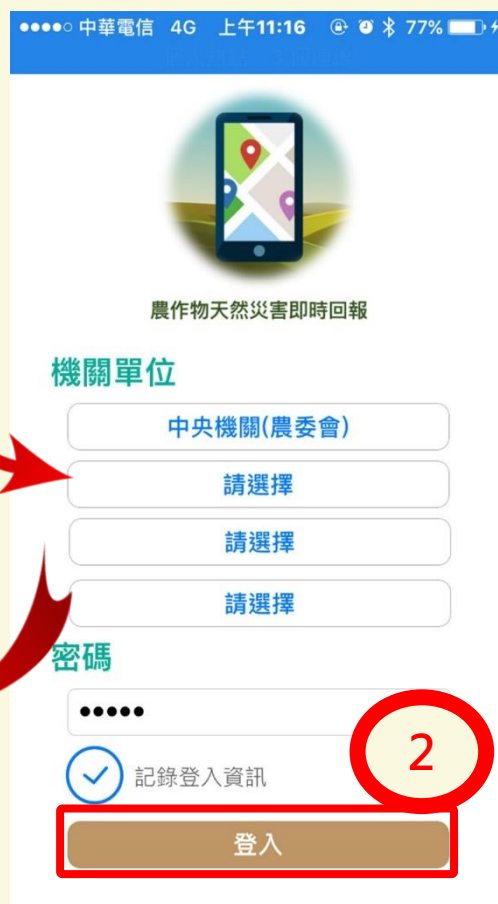 ●●●●○ 中華電信 4G 上午11:16 77%
農作物天然災害即時回報
機關單位
中央機關(農委會)
請選擇
請選擇
請選擇
密碼
●●●●●
2
記錄登入資訊
登入